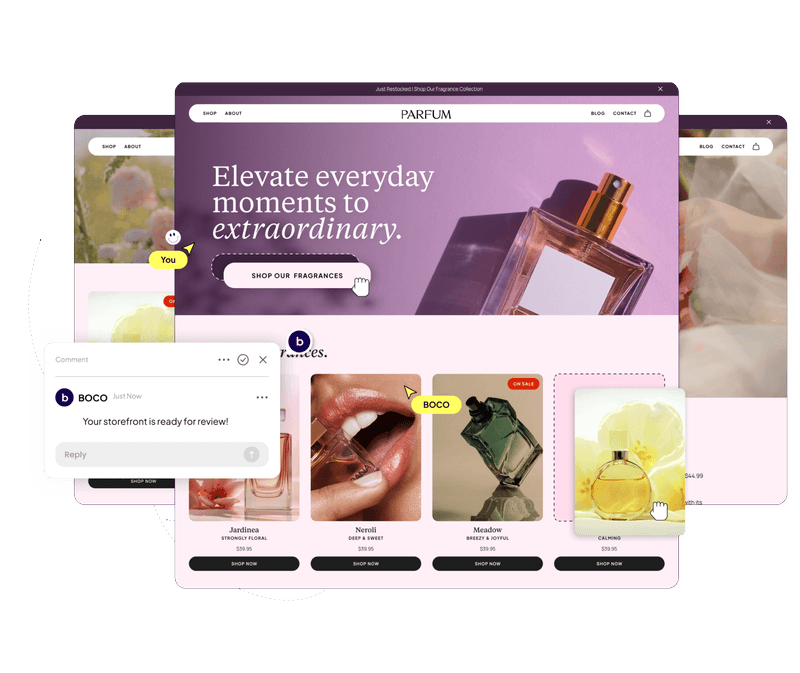 Just Restocked! Shop Our Fragrance Collection
SHOP ABOUT
PARFUM
BLOG CONTACT
SHOP ABOUT
BLOG CONTACT
Elevate everyday
moments to
extraordinary.
You
SHOP OUR FRAGRANCES
b
Comment
b BOCO Just Now
Your storefront is ready for review!
Reply
SHOP NOW
BOCO
ON SALE
Jardinea
STRONGLY FLORAL
$39.95
SHOP NOW
Neroli
DEEP & SWEET
$39.95
SHOP NOW
Meadow
BREEZY & JOYFUL
$39.95
SHOP NOW
CALMING
$39.95
SHOP NOW
$44.99
with its